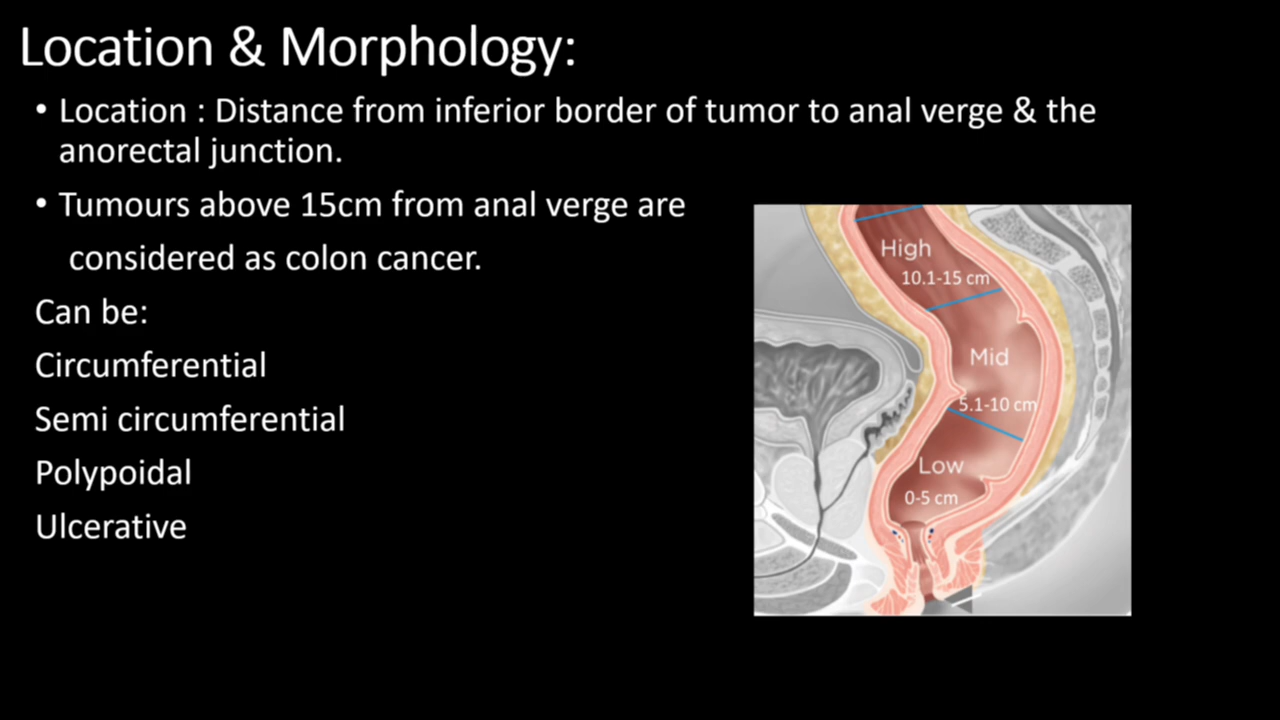 Location & Morphology:
• Location : Distance from inferior border of tumor to anal verge & the
anorectal junction.
• Tumours above 15cm from anal verge are
considered as colon cancer.
Can be:
Circumferential
Semi circumferential
Polypoidal
Ulcerative
High
10.1-15 cm
Mid
5.1-10 cm
Low
0-5 cm